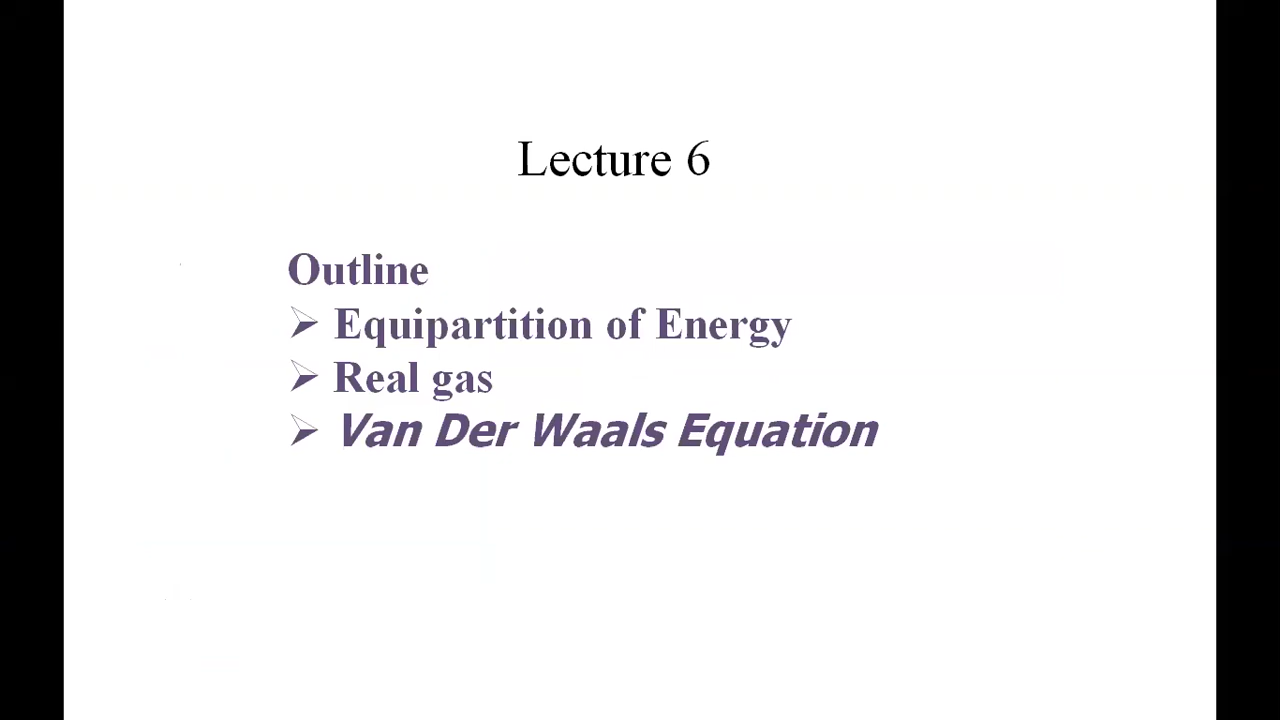 Lecture 6
Outline
➢ Equipartition of Energy
➢ Real gas
➢ Van Der Waals Equation